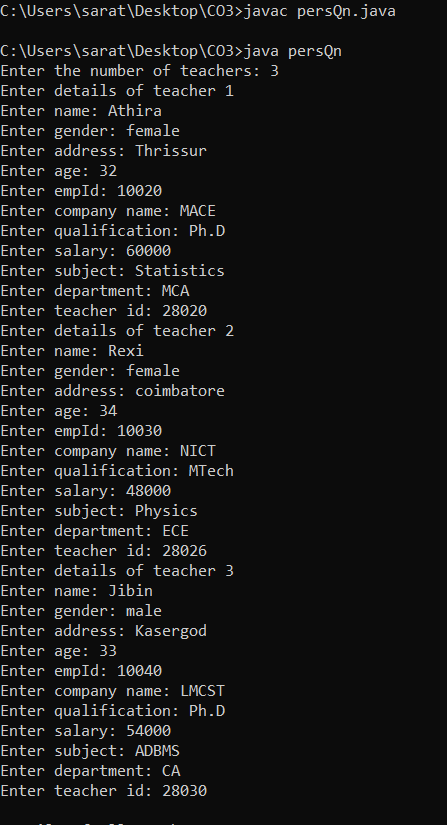 C:\Users\sarat\Desktop\CO3>javac persQn.java
C:\Users\sarat\Desktop\CO3>java persQn
Enter the number of teachers: 3
Enter details of teacher 1
Enter name: Athira
Enter gender: female
Enter address: Thrissur
Enter age: 32
Enter empId: 10020
Enter company name: MACE
Enter qualification: Ph.D
Enter salary: 60000
Enter subject: Statistics
Enter department: MCA
Enter teacher id: 28020
Enter details of teacher 2
Enter name: Rexi
Enter gender: female
Enter address: coimbatore
Enter age: 34
Enter empId: 10030
Enter company name: NICT
Enter qualification: MTech
Enter salary: 48000
Enter subject: Physics
Enter department: ECE
Enter teacher id: 28026
Enter details of teacher 3
Enter name: Jibin
Enter gender: male
Enter address: Kasergod
Enter age: 33
Enter empId: 10040
Enter company name: LMCST
Enter qualification: Ph.D
Enter salary: 54000
Enter subject: ADBMS
Enter department: CA
Enter teacher id: 28030